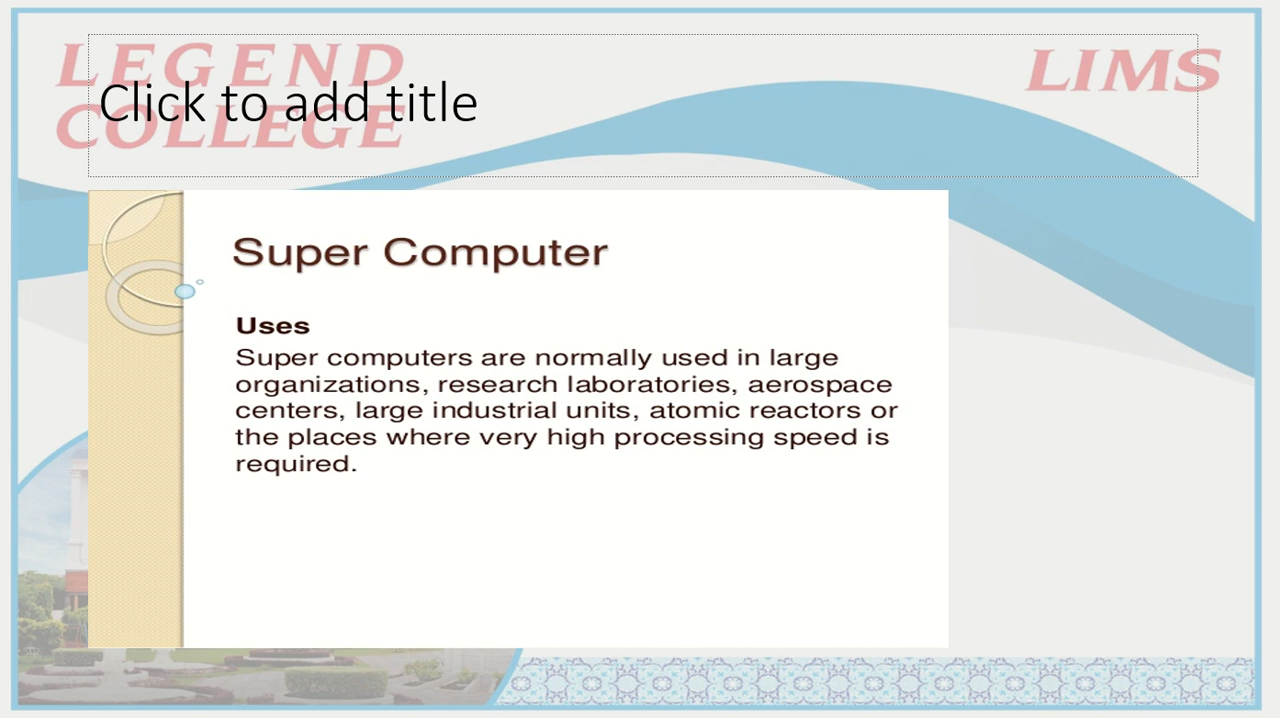 LEGEND
COLLEGE
LIMS
Click to add title
Super Computer
Uses
Super computers are normally used in large
organizations, research laboratories, aerospace
centers, large industrial units, atomic reactors or
the places where very high processing speed is
required.